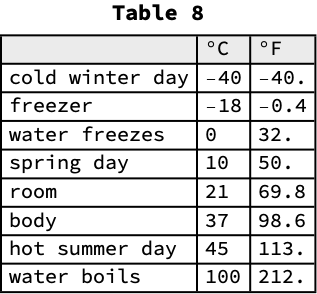 Table 8
°C °F
cold winter day -40 -40.
freezer -18 -0.4
water freezes 0 32.
spring day 10 50.
room 21 69.8
body 37 98.6
hot summer day 45 113.
water boils 100 212.